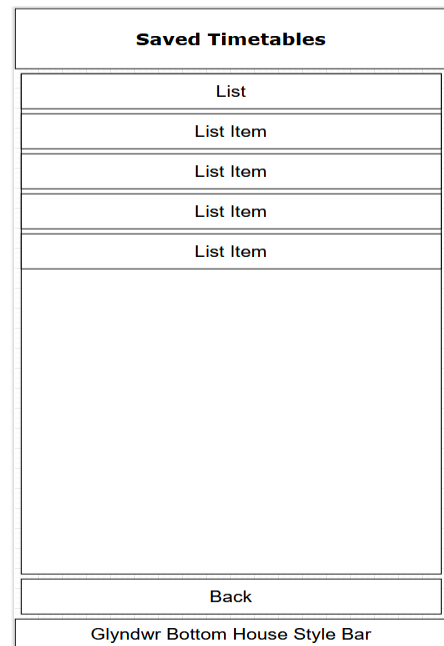 Saved Timetables
List
List Item
List Item
List Item
List Item
Back
Glyndwr Bottom House Style Bar